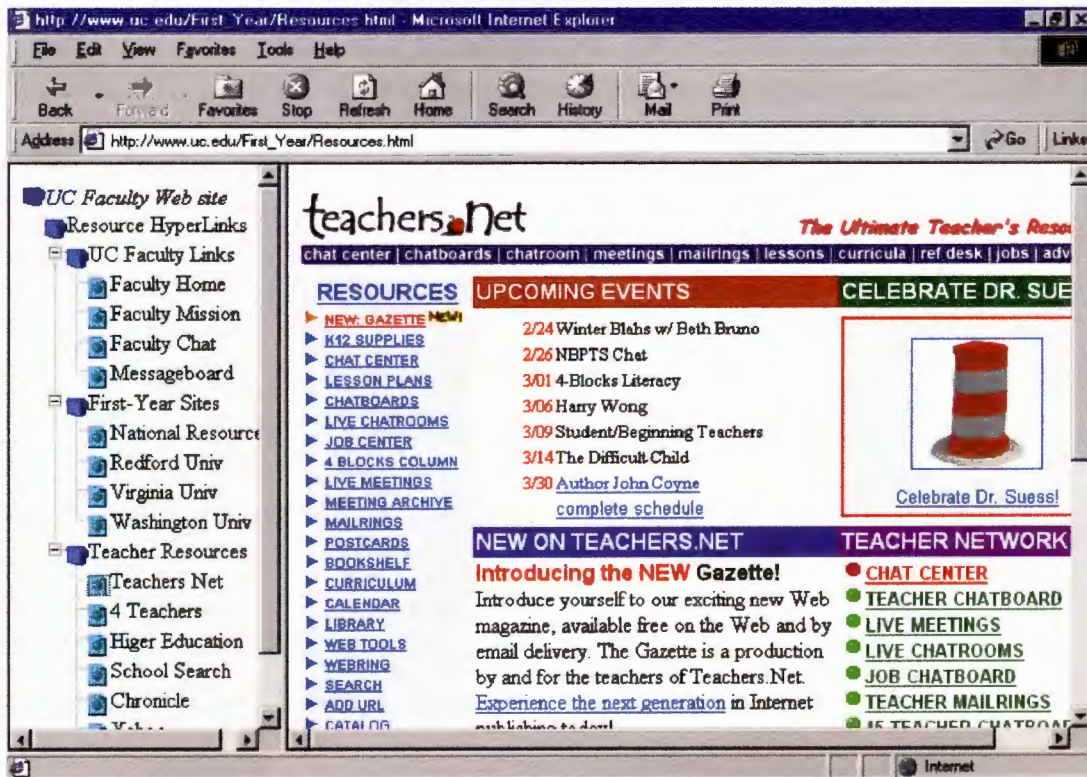 http://www.uc.edu/First_Year/Resources.html - Microsoft Internet Explorer
File Edit View Favorites Tools Help
Back Forward Favorites Stop Refresh Home Search History Mail Print
Address http://www.uc.edu/First_Year/Resources.html Go Links
UC Faculty Web site
Resource HyperLinks
UC Faculty Links
Faculty Home
Faculty Mission
Faculty Chat
Messageboard
First-Year Sites
National Resource
Redford Univ
Virginia Univ
Washington Univ
Teacher Resources
Teachers Net
4 Teachers
Higer Education
School Search
Chronicle
teachers.net
The Ultimate Teacher's Reso
chat center | chatboards | chatroom | meetings | mailrings | lessons | curricula | ref desk | jobs | adv
RESOURCES
NEW: GAZETTE NEW!
K12 SUPPLIES
CHAT CENTER
LESSON PLANS
CHATBOARDS
LIVE CHATROOMS
JOB CENTER
4 BLOCKS COLUMN
LIVE MEETINGS
MEETING ARCHIVE
MAILRINGS
POSTCARDS
BOOKSHELF
CURRICULUM
CALENDAR
LIBRARY
WEB TOOLS
WEBRING
SEARCH
ADD URL
CATALOG
UPCOMING EVENTS
2/24 Winter Blahs w/ Beth Bruno
2/26 NBPTS Chat
3/01 4-Blocks Literacy
3/06 Harry Wong
3/09 Student/Beginning Teachers
3/14 The Difficult Child
3/30 Author John Coyne
complete schedule
CELEBRATE DR. SUE
Celebrate Dr. Suess!
NEW ON TEACHERS.NET
Introducing the NEW Gazette!
Introduce yourself to our exciting new Web
magazine, available free on the Web and by
email delivery. The Gazette is a production
by and for the teachers of Teachers.Net.
Experience the next generation in Internet
publishing today!
TEACHER NETWORK
CHAT CENTER
TEACHER CHATBOARD
LIVE MEETINGS
LIVE CHATROOMS
JOB CHATBOARD
TEACHER MAILRINGS
15 TEACHER CHATBOAR
Internet